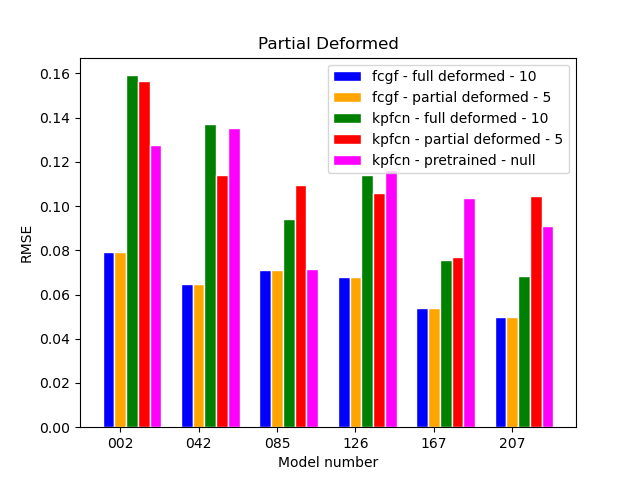 Partial Deformed
fcgf - full deformed - 10
fcgf - partial deformed - 5
kpfcn - full deformed - 10
kpfcn - partial deformed - 5
kpfcn - pretrained - null
RMSE
0.16
0.14
0.12
0.10
0.08
0.06
0.04
0.02
0.00
002 042 085 126 167 207
Model number